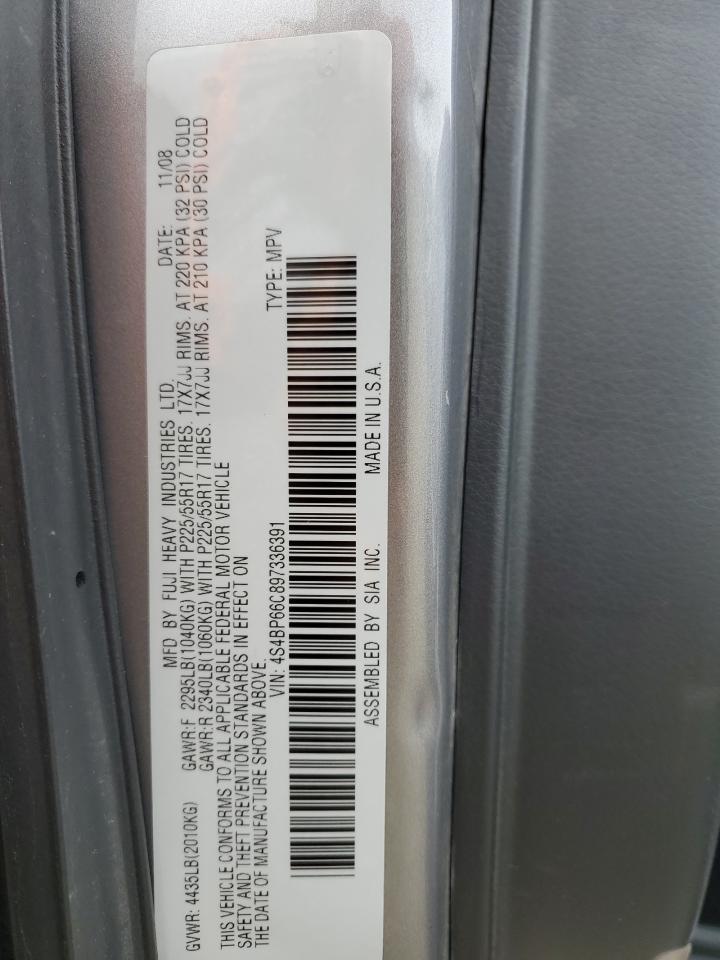 MFD BY FUJI HEAVY INDUSTRIES LTD. DATE: 11/08
GVWR: 4435LB(2010KG) GAWR:F 2295LB(1040KG) WITH P225/55R17 TIRES. 17X7JJ RIMS. AT 220 KPA (32 PSI) COLD
GAWR:R 2340LB(1060KG) WITH P225/55R17 TIRES. 17X7JJ RIMS. AT 210 KPA (30 PSI) COLD
THIS VEHICLE CONFORMS TO ALL APPLICABLE FEDERAL MOTOR VEHICLE
SAFETY AND THEFT PREVENTION STANDARDS IN EFFECT ON
THE DATE OF MANUFACTURE SHOWN ABOVE.
VIN: 4S4BP66C897336391 TYPE: MPV
ASSEMBLED BY SIA INC. MADE IN U.S.A.